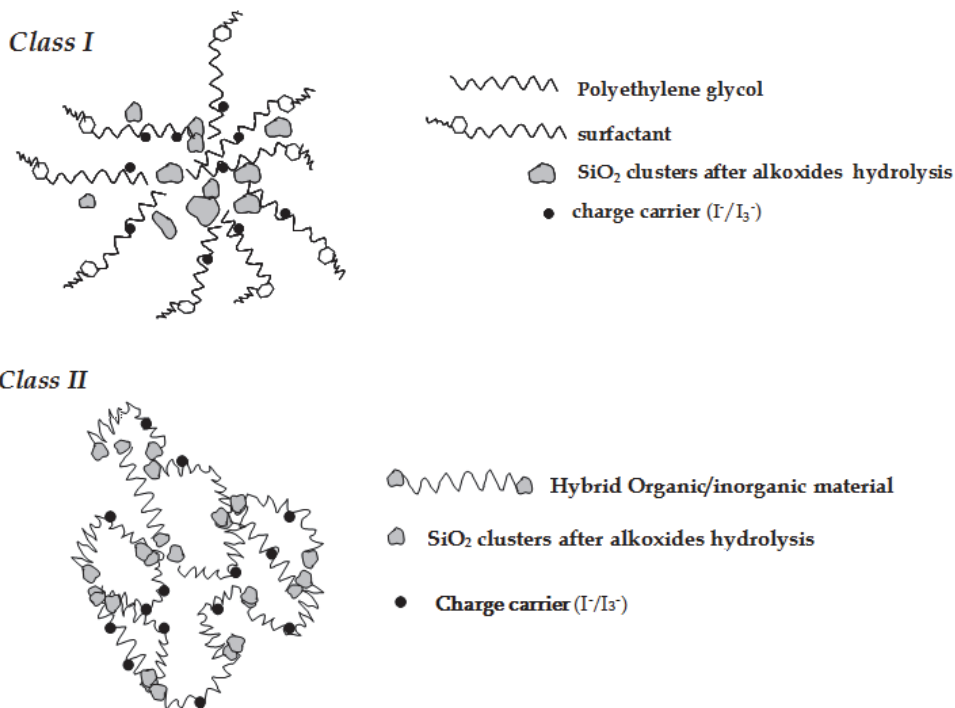 Class I
Polyethylene glycol
surfactant
SiO₂ clusters after alkoxides hydrolysis
charge carrier (I⁻/I₃⁻)
Class II
Hybrid Organic/inorganic material
SiO₂ clusters after alkoxides hydrolysis
Charge carrier (I⁻/I₃⁻)